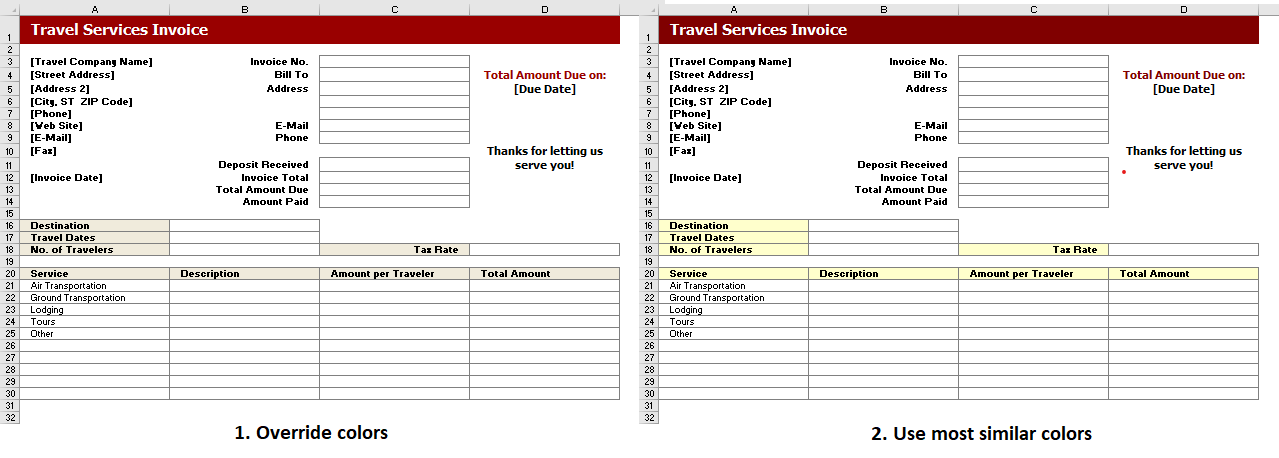 A B C D
1 Travel Services Invoice
2
3 [Travel Company Name] Invoice No.
4 [Street Address] Bill To Total Amount Due on:
5 [Address 2] Address [Due Date]
6 [City, ST ZIP Code]
7 [Phone]
8 [Web Site] E-Mail
9 [E-Mail] Phone
10 [Fax] Thanks for letting us
11 Deposit Received serve you!
12 [Invoice Date] Invoice Total
13 Total Amount Due
14 Amount Paid
15
16 Destination
17 Travel Dates
18 No. of Travelers Tax Rate
19
20 Service Description Amount per Traveler Total Amount
21 Air Transportation
22 Ground Transportation
23 Lodging
24 Tours
25 Other
26
27
28
29
30
31
32
1. Override colors
A B C D
1 Travel Services Invoice
2
3 [Travel Company Name] Invoice No.
4 [Street Address] Bill To Total Amount Due on:
5 [Address 2] Address [Due Date]
6 [City, ST ZIP Code]
7 [Phone]
8 [Web Site] E-Mail
9 [E-Mail] Phone
10 [Fax] Thanks for letting us
11 Deposit Received serve you!
12 [Invoice Date] Invoice Total
13 Total Amount Due
14 Amount Paid
15
16 Destination
17 Travel Dates
18 No. of Travelers Tax Rate
19
20 Service Description Amount per Traveler Total Amount
21 Air Transportation
22 Ground Transportation
23 Lodging
24 Tours
25 Other
26
27
28
29
30
31
32
2. Use most similar colors